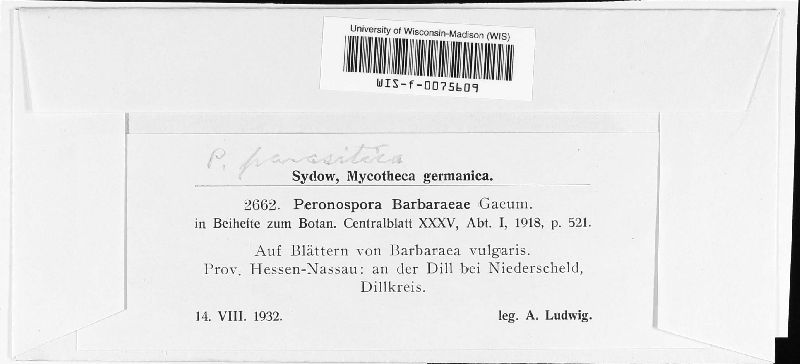 University of Wisconsin-Madison (WIS)
WIS-f-0075609
P. parasitica
Sydow, Mycotheca germanica.
2662. Peronospora Barbaraeae Gaeum.
in Beihefte zum Botan. Centralblatt XXXV, Abt. I, 1918, p. 521.
Auf Blättern von Barbaraea vulgaris.
Prov. Hessen-Nassau: an der Dill bei Niederscheld,
Dillkreis.
14. VIII. 1932. leg. A. Ludwig.